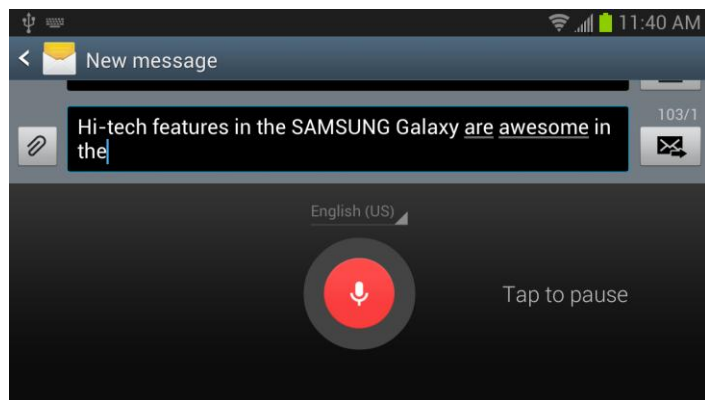 11:40 AM
New message
103/1
Hi-tech features in the SAMSUNG Galaxy are awesome in
the
English (US)
Tap to pause